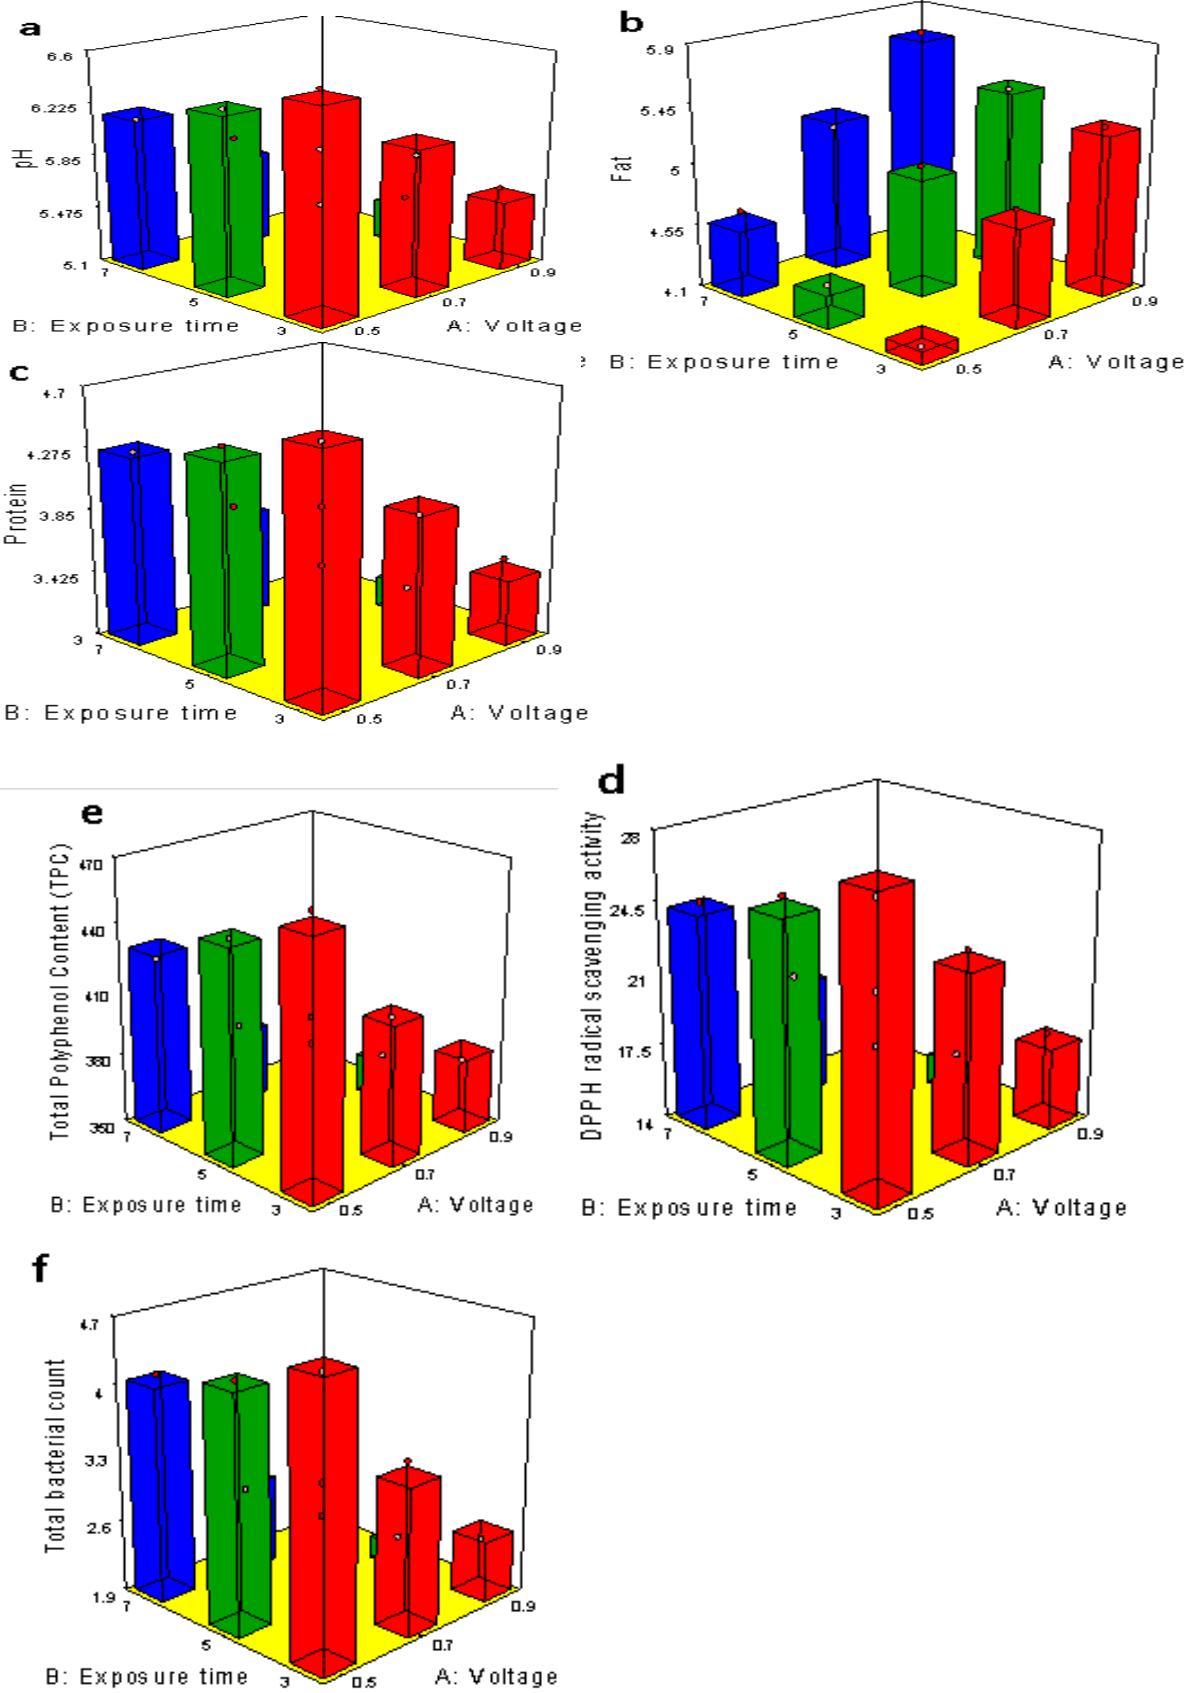 a
6.6
6.225
5.85
5.475
5.1
pH
7
5
3
0.5
0.7
0.9
B: Exposure time
A: Voltage
b
5.9
5.45
5
4.55
4.1
Fat
7
5
3
0.5
0.7
0.9
e B: Exposure time
A: Voltage
c
4.7
4.275
3.85
3.425
3
Protein
7
5
3
0.5
0.7
0.9
B: Exposure time
A: Voltage
e
470
440
410
380
350
Total Polyphenol Content (TPC)
7
5
3
0.5
0.7
0.9
B: Exposure time
A: Voltage
d
28
24.5
21
17.5
14
DPPH radical scavenging activity
7
5
3
0.5
0.7
0.9
B: Exposure time
A: Voltage
f
4.7
4
3.3
2.6
1.9
Total bacterial count
7
5
3
0.5
0.7
0.9
B: Exposure time
A: Voltage